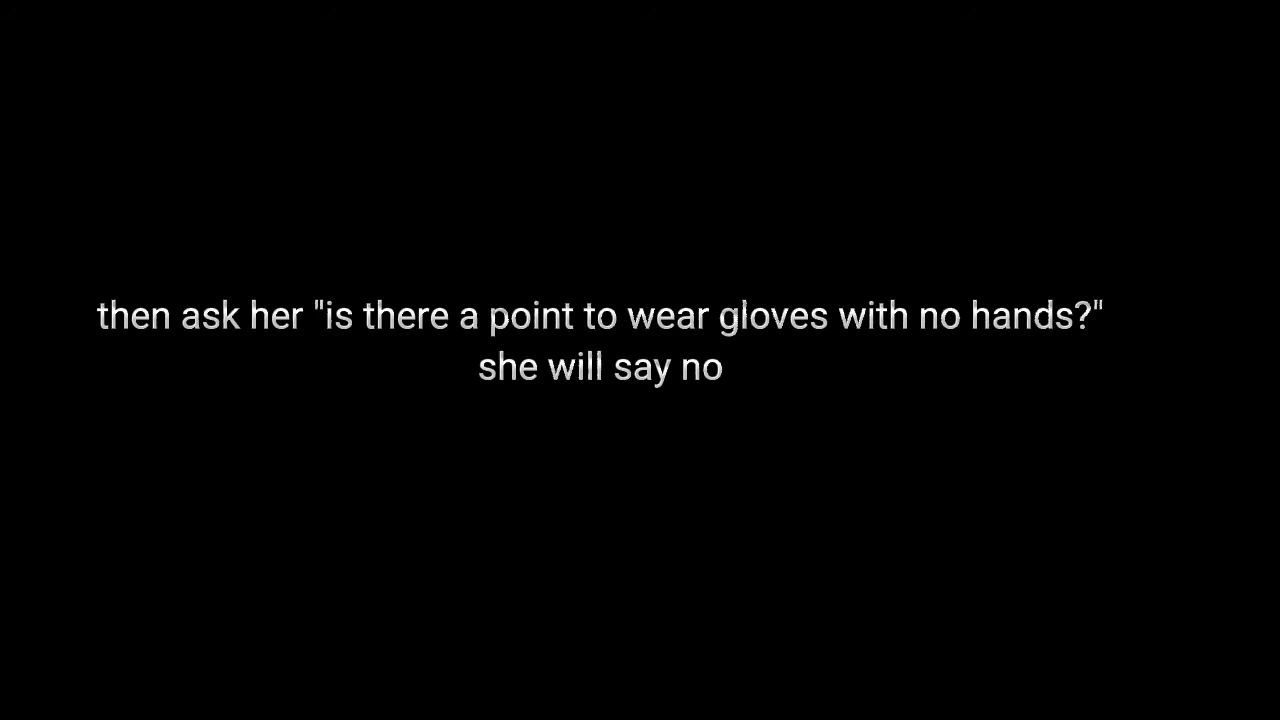 then ask her "is there a point to wear gloves with no hands?"
she will say no